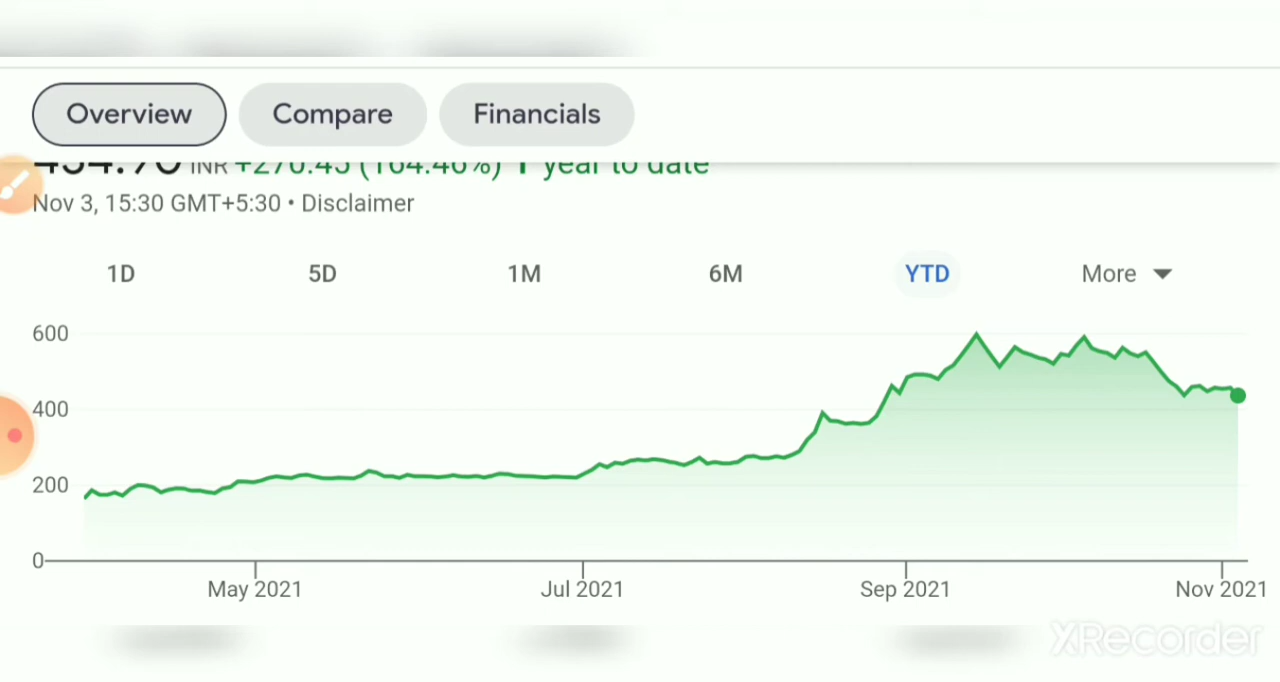 Overview Compare Financials
INR year to date
Nov 3, 15:30 GMT+5:30 • Disclaimer
1D 5D 1M 6M YTD More
600
400
200
0
May 2021 Jul 2021 Sep 2021 Nov 2021
XRecorder